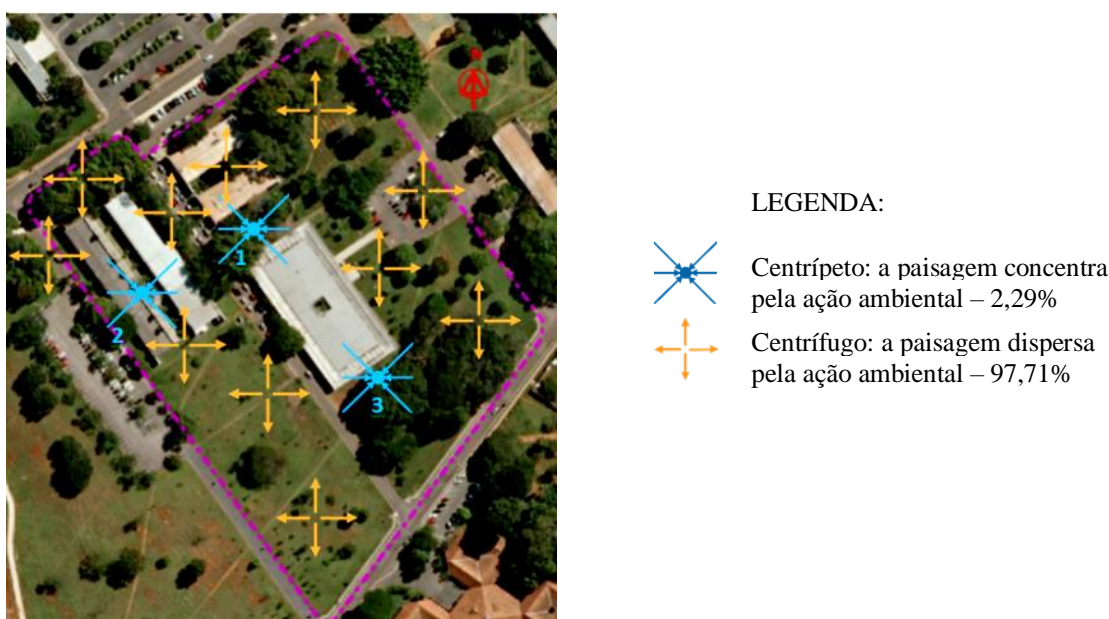 N
1
2
3
LEGENDA:
Centrípeto: a paisagem concentra
pela ação ambiental – 2,29%
Centrífugo: a paisagem dispersa
pela ação ambiental – 97,71%